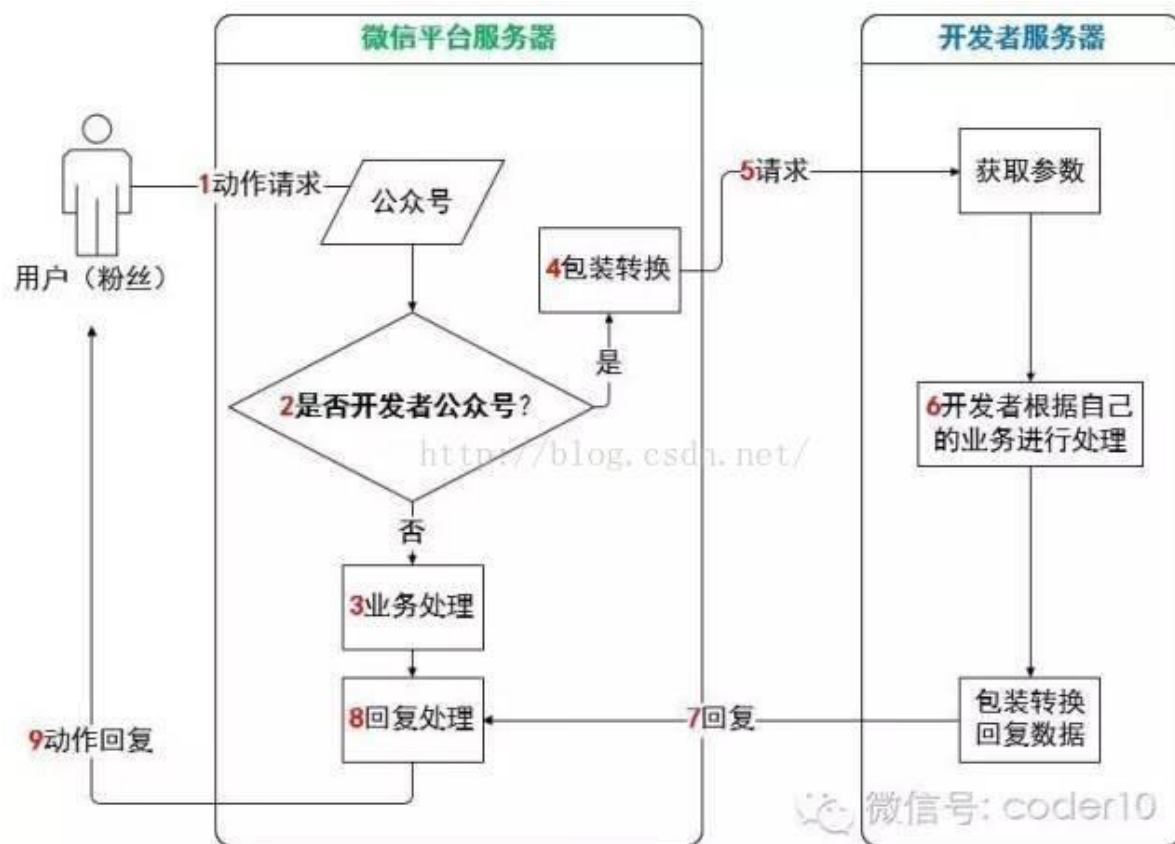 微信平台服务器
开发者服务器
1动作请求
公众号
5请求
获取参数
用户（粉丝）
4包装转换
是
2是否开发者公众号？
6开发者根据自己
的业务进行处理
http://blog.csdn.net/
否
3业务处理
8回复处理
7回复
包装转换
回复数据
9动作回复
微信号: coder10